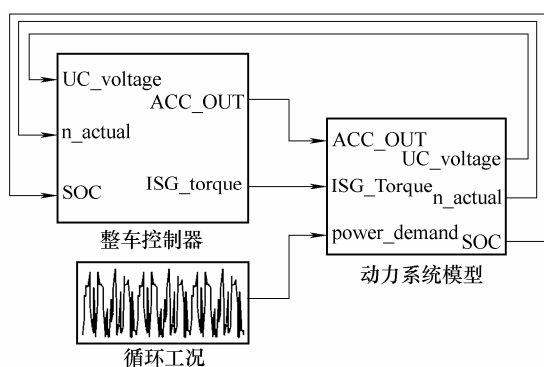 UC_voltage
ACC_OUT
n_actual
SOC
ISG_torque
整车控制器
ACC_OUT
UC_voltage
ISG_Torque
n_actual
power_demand
SOC
动力系统模型
循环工况